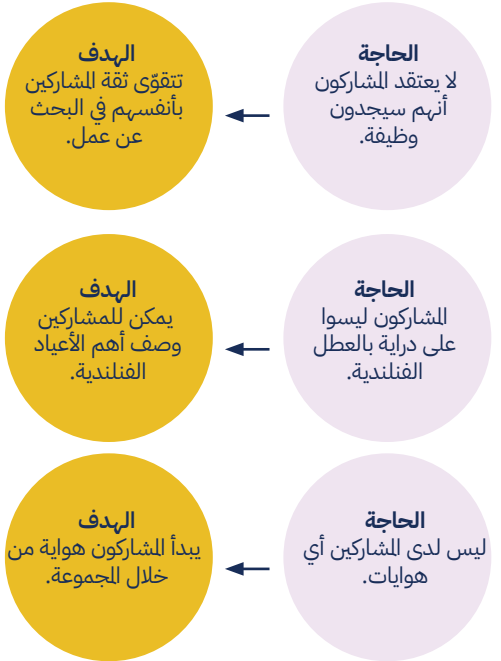 الحاجة
لا يعتقد المشاركون
أنهم سيجدون
وظيفة.
الهدف
تتقوّى ثقة المشاركين
بأنفسهم في البحث
عن عمل.
الحاجة
المشاركون ليسوا
على دراية بالعطل
الفنلندية.
الهدف
يمكن للمشاركين
وصف أهم الأعياد
الفنلندية.
الحاجة
ليس لدى المشاركين أي
هوايات.
الهدف
يبدأ المشاركون هواية من
خلال المجموعة.